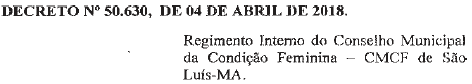 DECRETO Nº 50.630, DE 04 DE ABRIL DE 2018.
Regimento Interno do Conselho Municipal
da Condição Feminina – CMCF de São
Luís-MA.